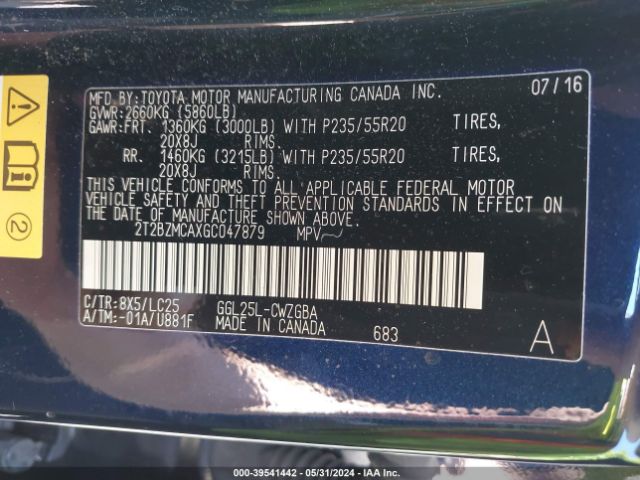 MFD.BY:TOYOTA MOTOR MANUFACTURING CANADA INC. 07/16
GVWR:2660KG (5860LB)
GAWR:FRT. 1360KG (3000LB) WITH P235/55R20 TIRES,
20X8J RIMS.
RR. 1460KG (3215LB) WITH P235/55R20 TIRES,
20X8J RIMS.
THIS VEHICLE CONFORMS TO ALL APPLICABLE FEDERAL MOTOR
VEHICLE SAFETY AND THEFT PREVENTION STANDARDS IN EFFECT ON
THE DATE OF MANUFACTURE SHOWN ABOVE.
2T2BZMCAXGC047879 MPV
C/TR:8X5/LC25 GGL25L-CWZGBA
A/TM:-01A/U881F MADE IN CANADA 683 A
2
000-39541442 - 05/31/2024 - IAA Inc.